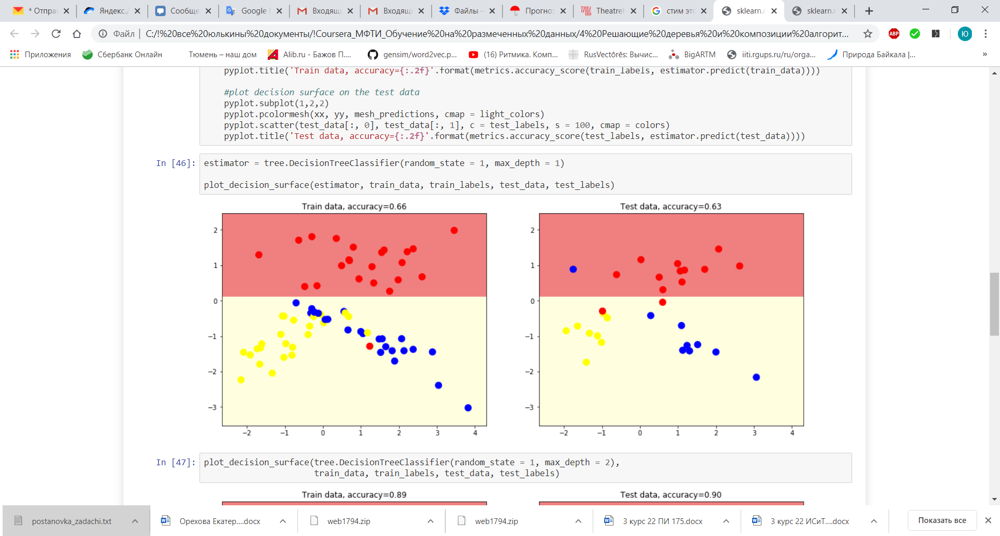 * Отпра
Яндекс.Д
Сообще
Google П
Входящи
Входящи
Файлы –
Прогноз
THE TheatreH
стим это
sklearn.c
sklearn.r
Файл | C:/!%20все%20юлькины%20документы/!Coursera_МФТИ_Обучение%20на%20размеченных%20данных/4%20Решающие%20деревья%20и%20композиции%20алгорит...
ABP
Ю
Приложения
Сбербанк Онлайн
Тюмень – наш дом
Alib.ru - Бажов П....
gensim/word2vec.p...
(16) Ритмика. Комп...
RusVectōrēs: Вычис...
BigARTM
iiti.rgups.ru/ru/orga...
Природа Байкала |...
»
pyplot.title('Train data, accuracy={:.2f}'.format(metrics.accuracy_score(train_labels, estimator.predict(train_data))))
#plot decision surface on the test data
pyplot.subplot(1,2,2)
pyplot.pcolormesh(xx, yy, mesh_predictions, cmap = light_colors)
pyplot.scatter(test_data[:, 0], test_data[:, 1], c = test_labels, s = 100, cmap = colors)
pyplot.title('Test data, accuracy={:.2f}'.format(metrics.accuracy_score(test_labels, estimator.predict(test_data))))
In [46]: estimator = tree.DecisionTreeClassifier(random_state = 1, max_depth = 1)
plot_decision_surface(estimator, train_data, train_labels, test_data, test_labels)
Train data, accuracy=0.66
2
1
0
−1
−2
−3
−2 −1 0 1 2 3 4
Test data, accuracy=0.63
2
1
0
−1
−2
−3
−2 −1 0 1 2 3 4
In [47]: plot_decision_surface(tree.DecisionTreeClassifier(random_state = 1, max_depth = 2),
train_data, train_labels, test_data, test_labels)
Train data, accuracy=0.89
Test data, accuracy=0.90
postanovka_zadachi.txt
Орехова Екатер....docx
web1794.zip
web1794.zip
3 курс 22 ПИ 175.docx
3 курс 22 ИСиТ....docx
Показать все